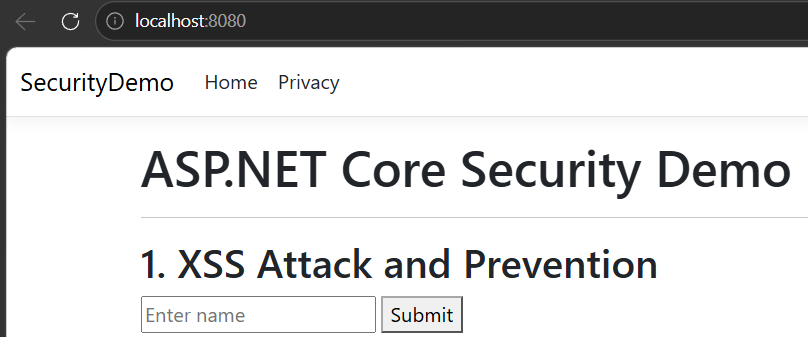 localhost:8080
SecurityDemo Home Privacy
ASP.NET Core Security Demo
1. XSS Attack and Prevention
Enter name Submit